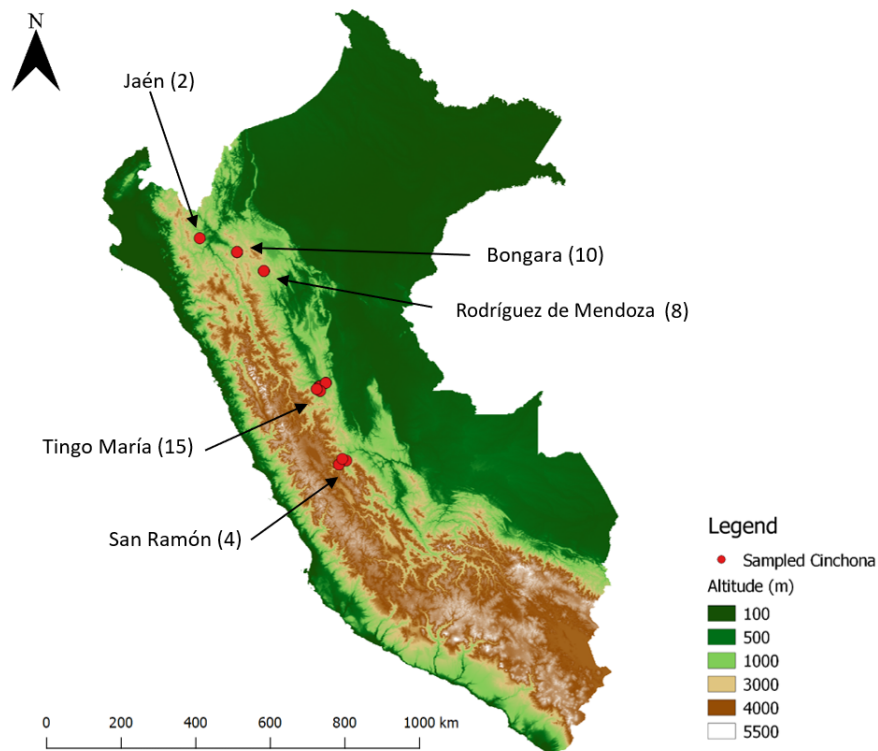 N
Jaén (2)
Bongara (10)
Rodríguez de Mendoza (8)
Tingo María (15)
San Ramón (4)
Legend
Sampled Cinchona
Altitude (m)
100
500
1000
3000
4000
5500
0 200 400 600 800 1000 km